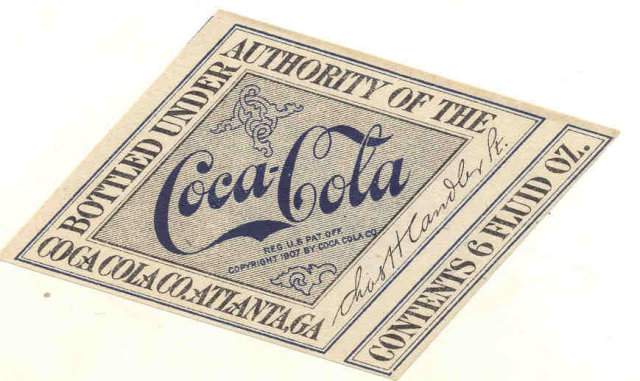 BOTTLED UNDER
AUTHORITY OF THE
Coca-Cola
REG U.S PAT OFF
COPYRIGHT 1907 BY COCA COLA CO.
COCA COLA CO. ATLANTA, GA
Chas H Candler Pt.
CONTENTS 6 FLUID OZ.